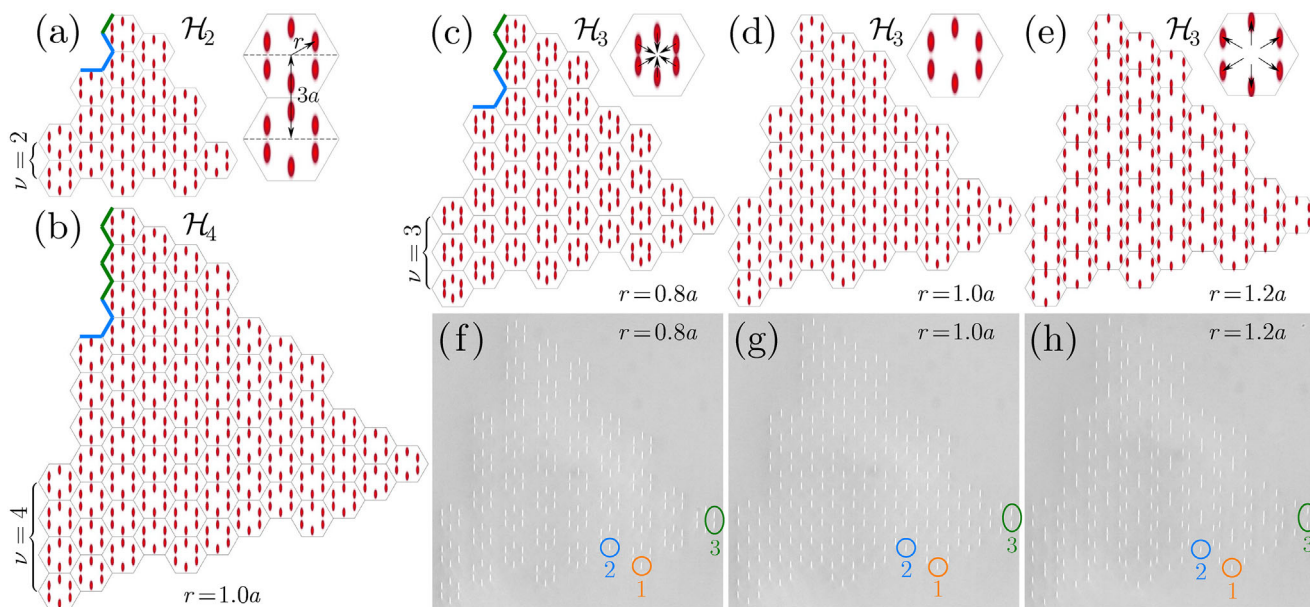 (a)
ℋ₂
r
3a
ν = 2
(b)
ℋ₄
ν = 4
r = 1.0a
(c)
ℋ₃
ν = 3
r = 0.8a
(d)
ℋ₃
r = 1.0a
(e)
ℋ₃
r = 1.2a
(f)
r = 0.8a
2
1
3
(g)
r = 1.0a
2
1
3
(h)
r = 1.2a
2
1
3